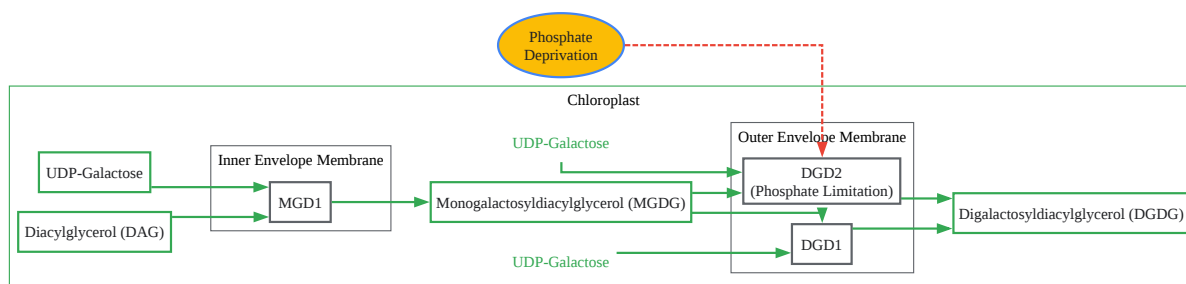 Phosphate
Deprivation
Chloroplast
UDP-Galactose
Outer Envelope Membrane
Inner Envelope Membrane
UDP-Galactose
DGD2
(Phosphate Limitation)
MGD1
Monogalactosyldiacylglycerol (MGDG)
Digalactosyldiacylglycerol (DGDG)
Diacylglycerol (DAG)
DGD1
UDP-Galactose